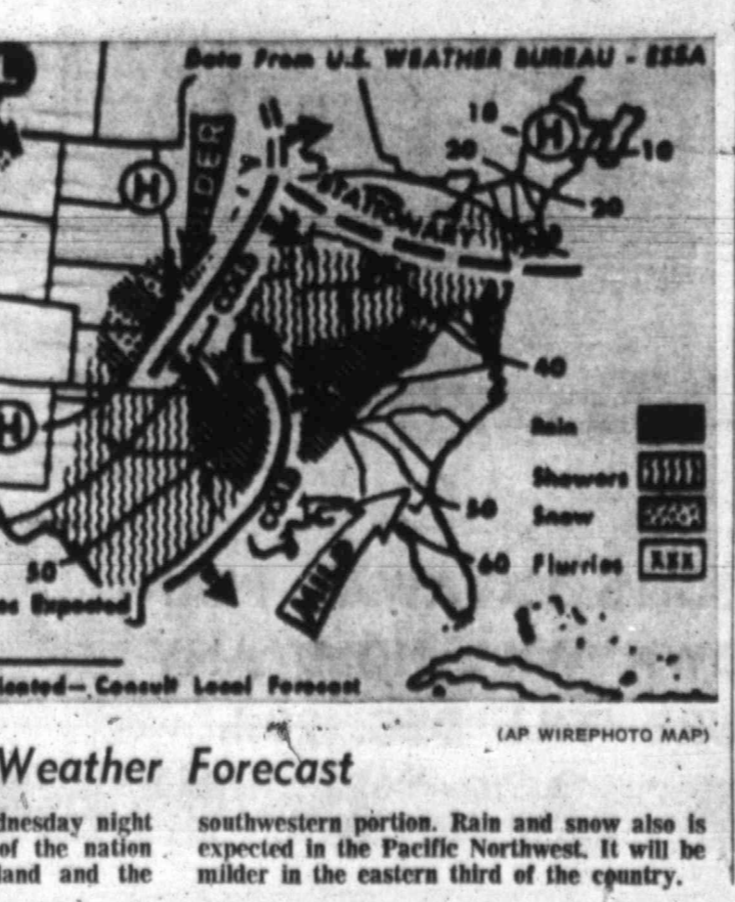 L
Data From U.S. WEATHER BUREAU - ESSA
10
H
10
20
20
H
STATIONARY
COLD
L
40
H
Rain
Showers
50
COLD
Snow
50
60
Flurries
MILD
Expected
Consult Local Forecast
(AP WIREPHOTO MAP)
Weather Forecast
dnesday night
of the nation
land and the
southwestern portion. Rain and snow also is
expected in the Pacific Northwest. It will be
milder in the eastern third of the country.